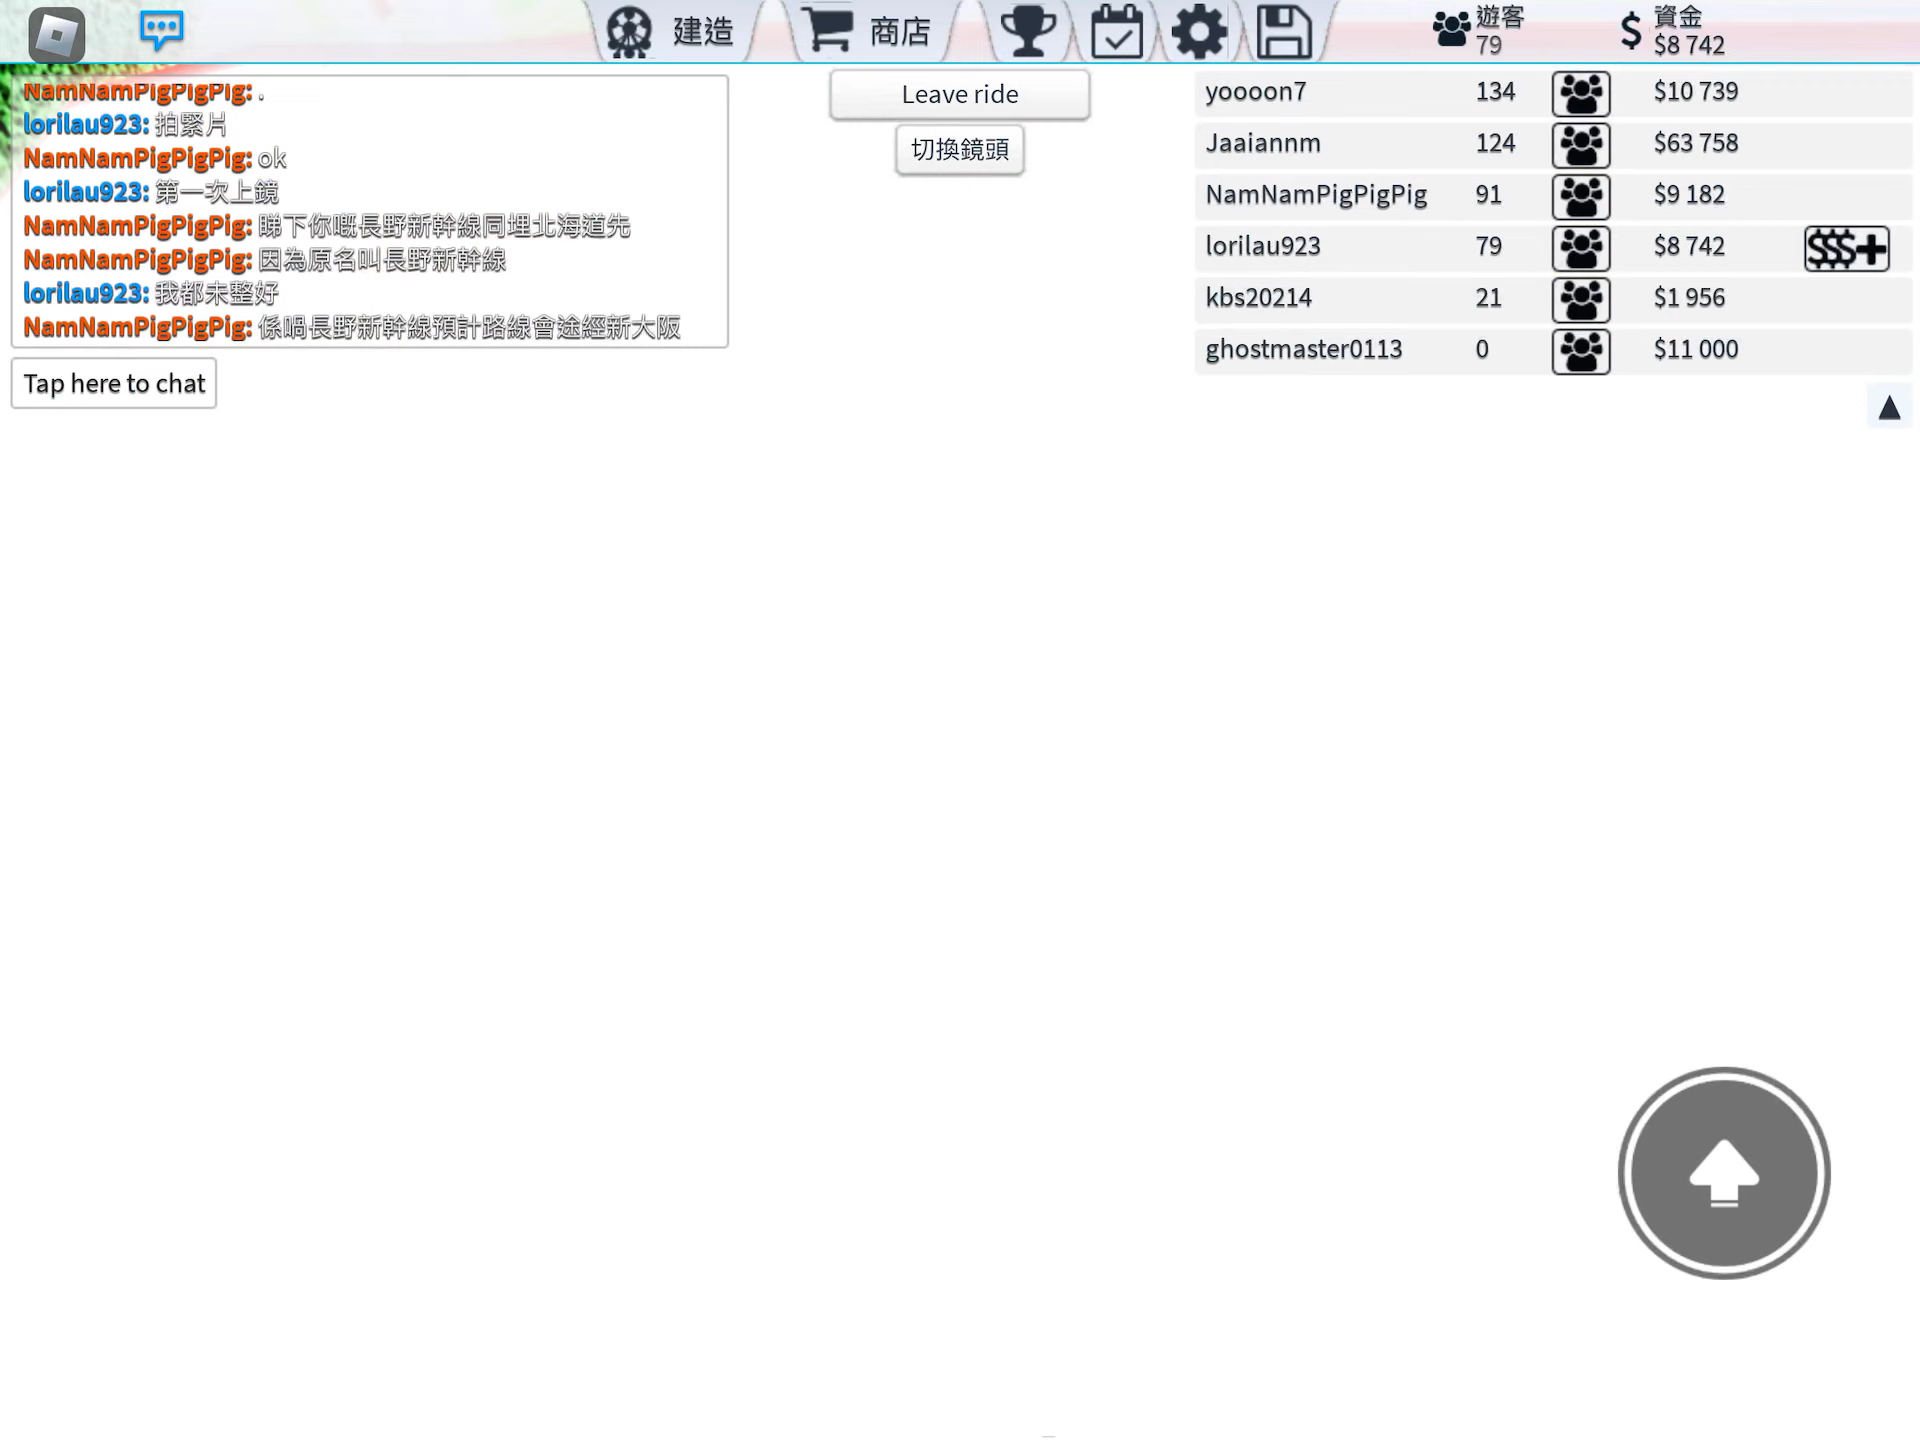 建造
商店
遊客
79
資金
$8 742
NamNamPigPigPig: .
lorilau923: 拍緊片
NamNamPigPigPig: ok
lorilau923: 第一次上鏡
NamNamPigPigPig: 睇下你嘅長野新幹線同埋北海道先
NamNamPigPigPig: 因為原名叫長野新幹線
lorilau923: 我都未整好
NamNamPigPigPig: 係喎長野新幹線預計路線會途經新大阪
Tap here to chat
Leave ride
切換鏡頭
yoooon7 134 $10 739
Jaaiannm 124 $63 758
NamNamPigPigPig 91 $9 182
lorilau923 79 $8 742 $$$+
kbs20214 21 $1 956
ghostmaster0113 0 $11 000